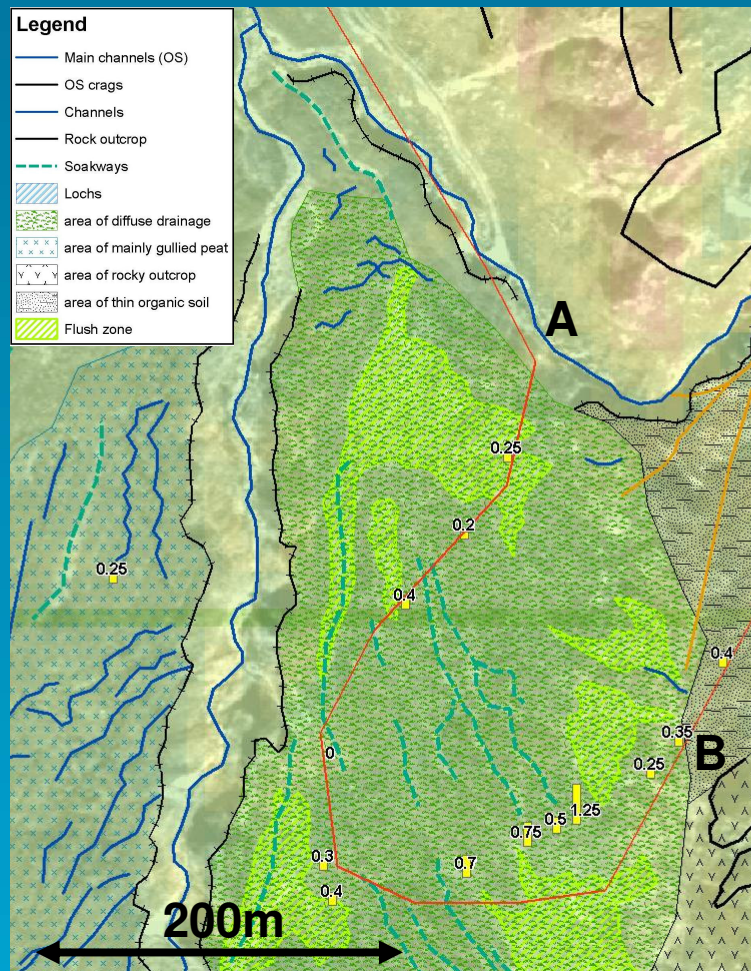 Legend
Main channels (OS)
OS crags
Channels
Rock outcrop
Soakways
Lochs
area of diffuse drainage
area of mainly gullied peat
area of rocky outcrop
area of thin organic soil
Flush zone
A
0.25
0.2
0.25
0.4
0.4
0.35
B
0
0.25
1.25
0.5
0.75
0.3
0.7
0.4
200m